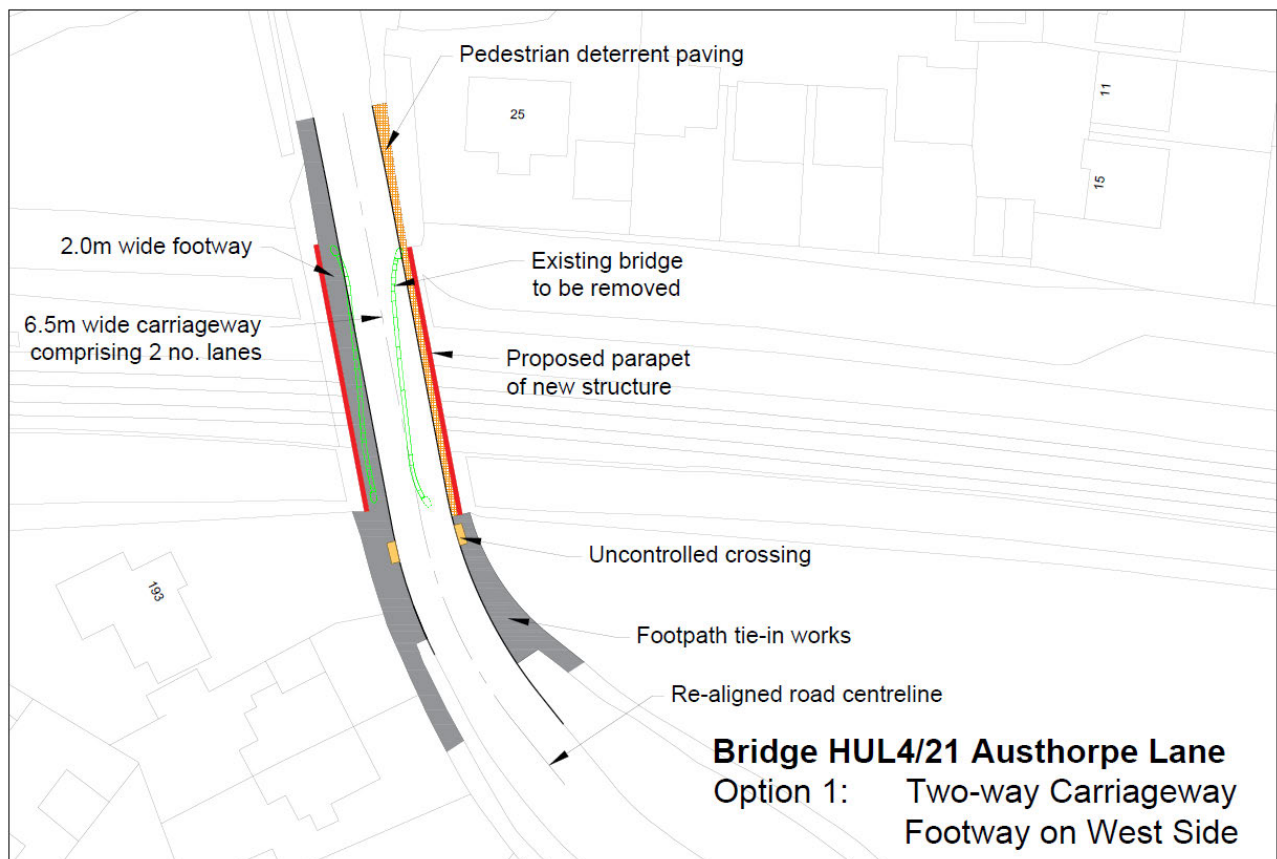 Pedestrian deterrent paving
25
11
15
2.0m wide footway
Existing bridge
to be removed
6.5m wide carriageway
comprising 2 no. lanes
Proposed parapet
of new structure
Uncontrolled crossing
193
Footpath tie-in works
Re-aligned road centreline
Bridge HUL4/21 Austhorpe Lane
Option 1: Two-way Carriageway
Footway on West Side